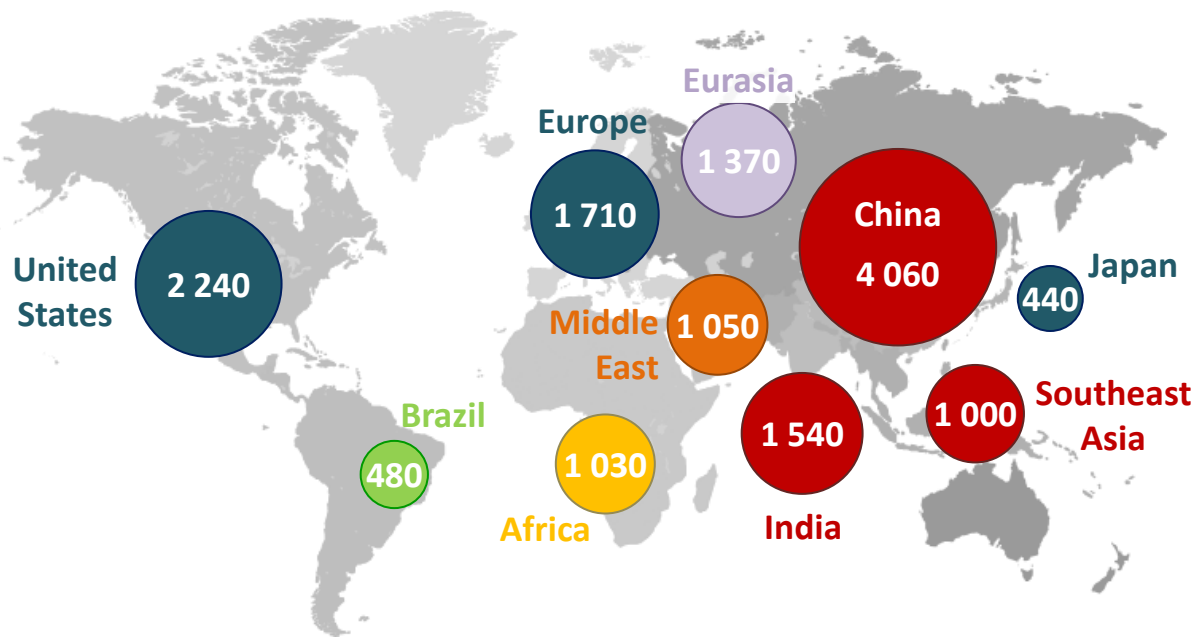 Eurasia
1 370
Europe
1 710
China
4 060
United
States
2 240
Japan
440
Middle
East
1 050
Southeast
Asia
1 000
Brazil
480
Africa
1 030
1 540
India